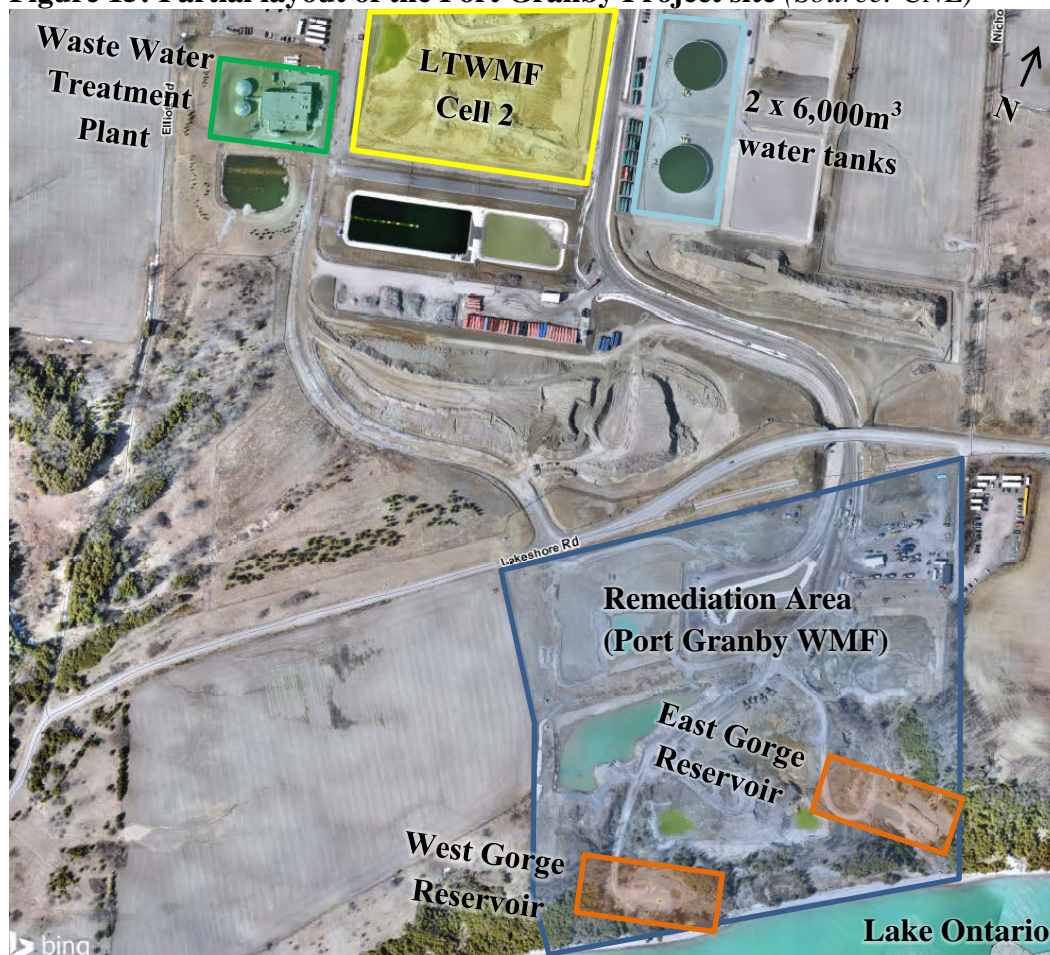 Figure 13: Partial layout of the Port Granby Project site (Source: CNL)
Waste Water
Treatment
Plant
LTWMF
Cell 2
2 x 6,000m³
water tanks
N
Nicho
Lakeshore Rd
Remediation Area
(Port Granby WMF)
East Gorge
Reservoir
West Gorge
Reservoir
Lake Ontario
bing